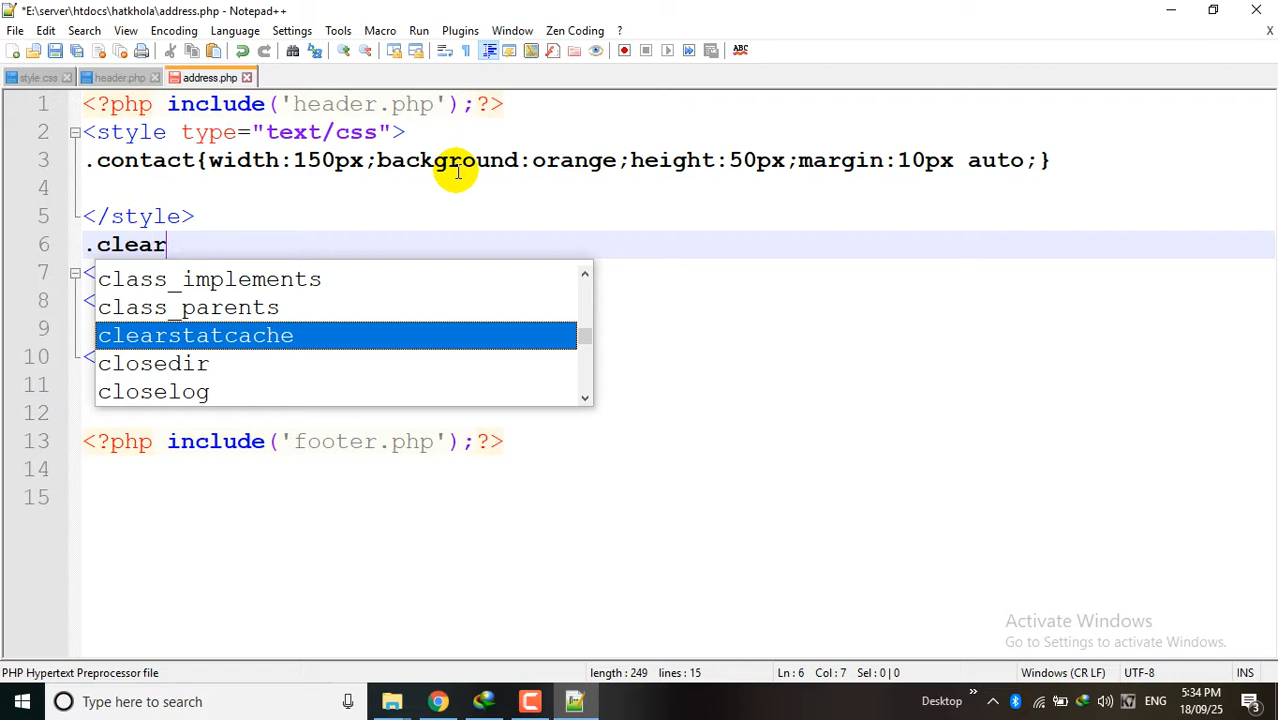 *E:\server\htdocs\hatkhola\address.php - Notepad++
File Edit Search View Encoding Language Settings Tools Macro Run Plugins Window Zen Coding ? X
ABC
style.css header.php address.php
1 <?php include('header.php');?>
2 <style type="text/css">
3 .contact{width:150px;background:orange;height:50px;margin:10px auto;}
4
5 </style>
6 .clear
7 <
class_implements
8 <
class_parents
9
clearstatcache
10 <
closedir
11
closelog
12
13 <?php include('footer.php');?>
14
15
Activate Windows
Go to Settings to activate Windows.
PHP Hypertext Preprocessor file length : 249 lines : 15 Ln : 6 Col : 7 Sel : 0 | 0 Windows (CR LF) UTF-8 INS
Type here to search Desktop » ENG 5:34 PM
18/09/25 3